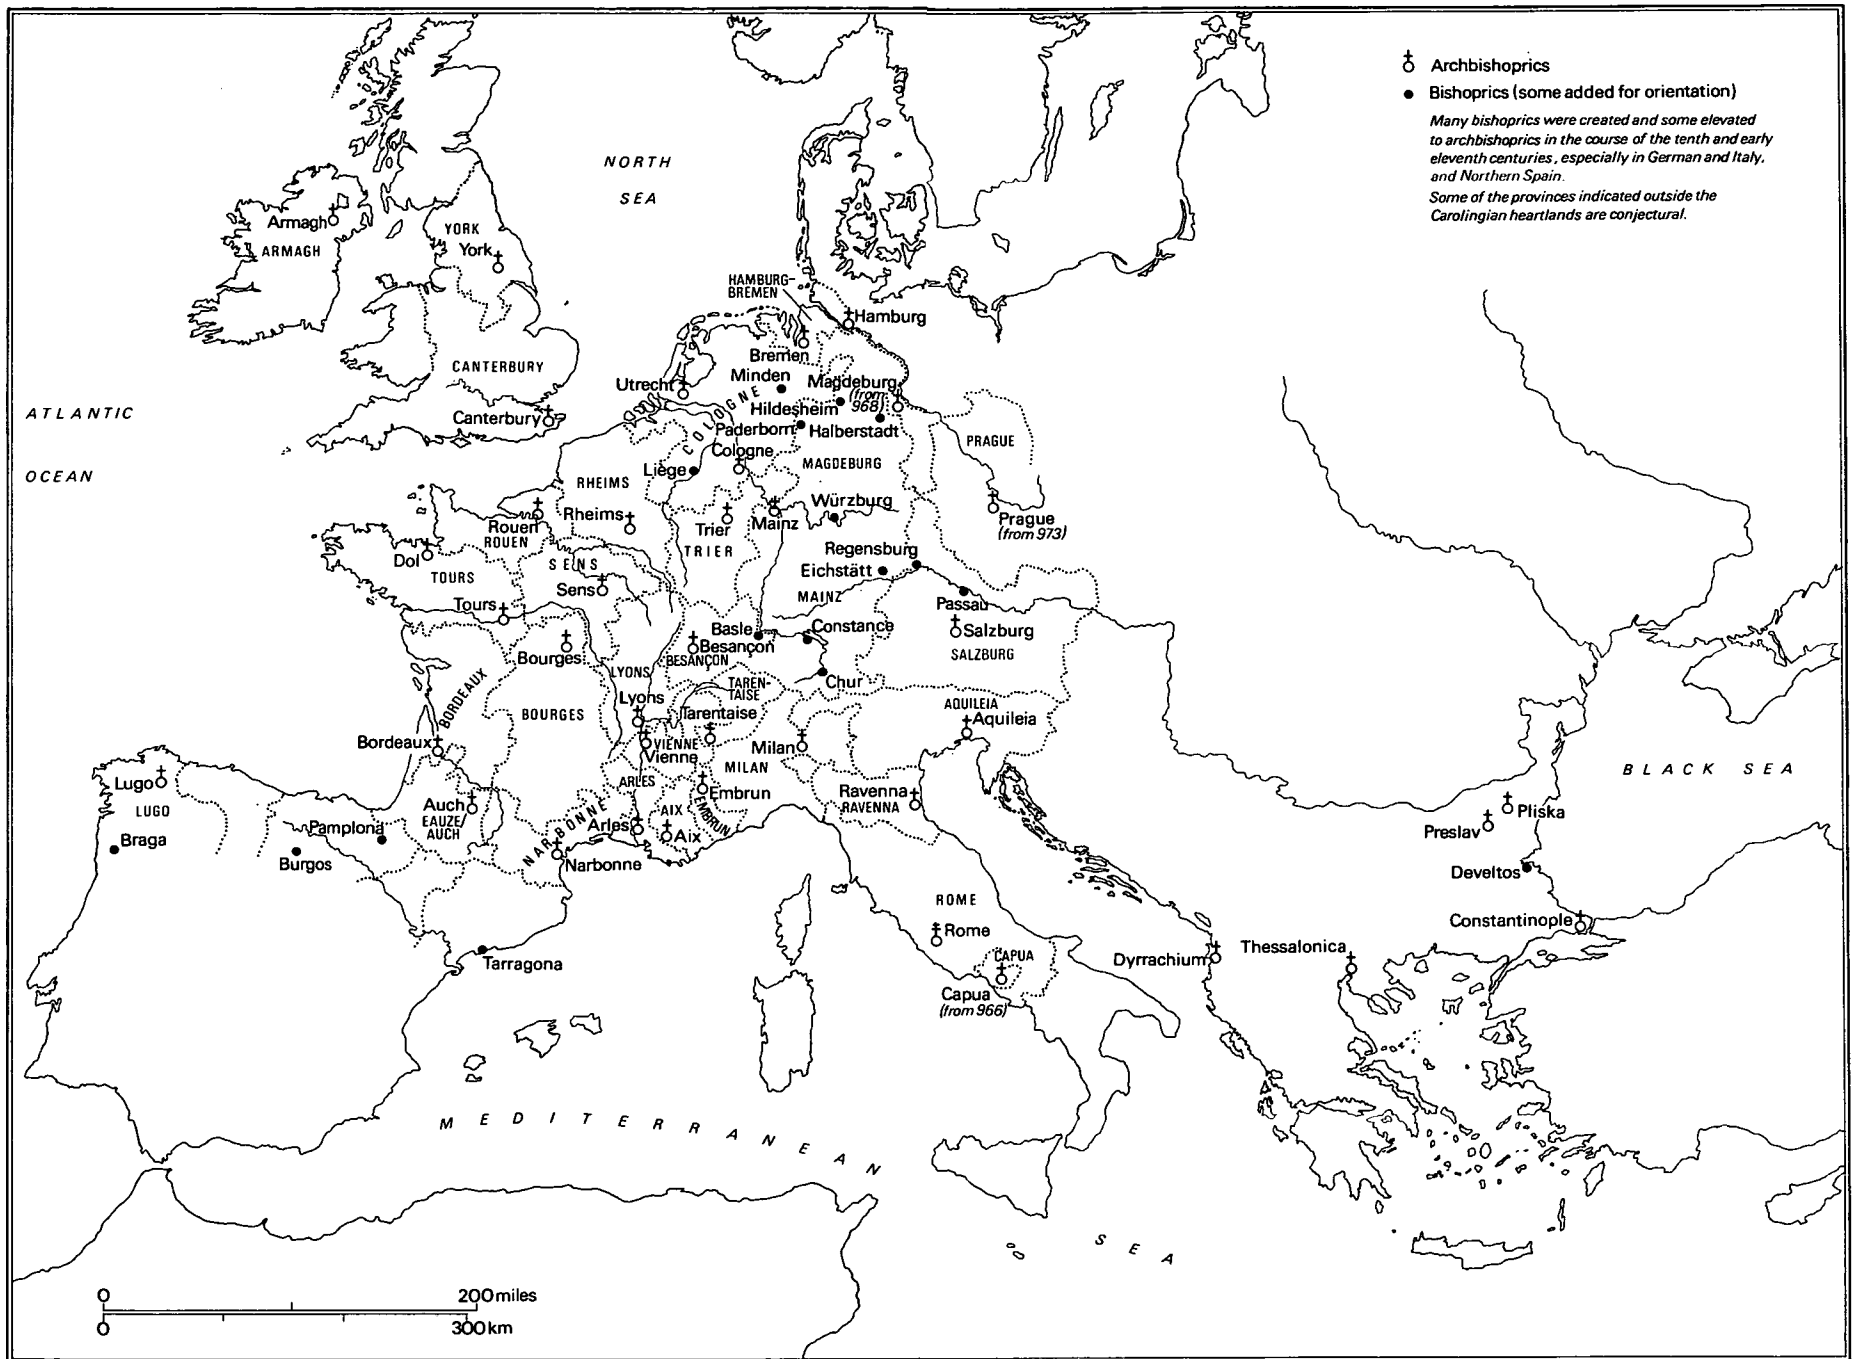 Archbishoprics
Bishoprics (some added for orientation)
Many bishoprics were created and some elevated
to archbishoprics in the course of the tenth and early
eleventh centuries, especially in German and Italy,
and Northern Spain.
Some of the provinces indicated outside the
Carolingian heartlands are conjectural.
NORTH
SEA
Armagh
ARMAGH
YORK
York
HAMBURG-
BREMEN
Hamburg
Bremen
CANTERBURY
Canterbury
ATLANTIC
OCEAN
Utrecht
Minden
Magdeburg
(from
968)
COLOGNE
Hildesheim
Paderborn
Halberstadt
Cologne
MAGDEBURG
PRAGUE
Liège
RHEIMS
Rheims
Rouen
ROUEN
Trier
TRIER
Mainz
Würzburg
Prague
(from 973)
Dol
TOURS
SENS
Sens
Regensburg
Eichstätt
MAINZ
Passau
Tours
Basle
Constance
Salzburg
SALZBURG
Bourges
Besançon
BESANÇON
LYONS
Chur
Lyons
TAREN-
TAISE
Tarentaise
BORDEAUX
BOURGES
AQUILEIA
Aquileia
Bordeaux
VIENNE
Vienne
Milan
MILAN
BLACK SEA
Lugo
LUGO
ARLES
Embrun
EMBRUN
Ravenna
RAVENNA
Auch
EAUZE/
AUCH
AIX
Aix
Arles
NARBONNE
Narbonne
Pamplona
Braga
Burgos
Pliska
Preslav
Develtos
ROME
Rome
Constantinople
Tarragona
CAPUA
Capua
(from 966)
Dyrrachium
Thessalonica
MEDITERRANEAN
SEA
0 200 miles
0 300 km